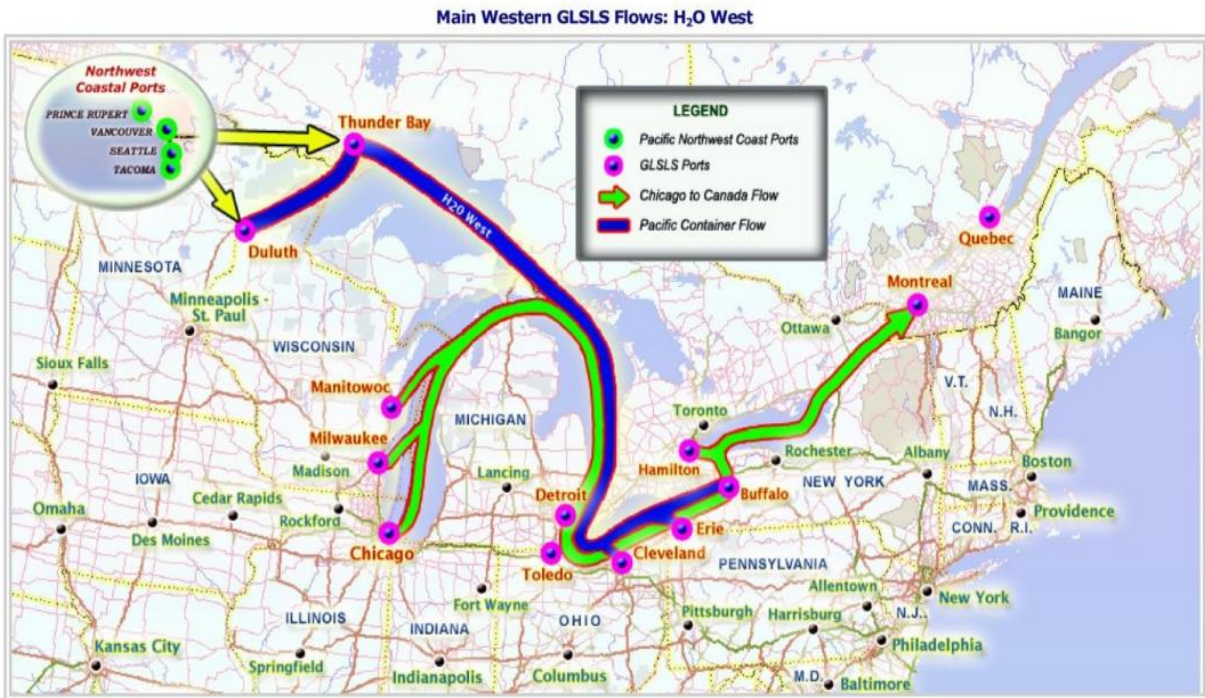 Main Western GLSLS Flows: H₂O West
Northwest
Coastal Ports
PRINCE RUPERT
VANCOUVER
SEATTLE
TACOMA
Thunder Bay
LEGEND
Pacific Northwest Coast Ports
GLSLS Ports
Chicago to Canada Flow
Pacific Container Flow
H20 West
Duluth
Quebec
MINNESOTA
Montreal
MAINE
Minneapolis -
St. Paul
Ottawa
Bangor
WISCONSIN
Sioux Falls
V.T.
Manitowoc
MICHIGAN
Toronto
N.H.
Milwaukee
Madison
Hamilton
Rochester
Albany
Boston
IOWA
Lancing
NEW YORK
MASS.
Cedar Rapids
Detroit
Buffalo
Omaha
Rockford
Providence
Des Moines
Erie
CONN.
R.I.
Chicago
Cleveland
Toledo
PENNSYLVANIA
Allentown
New York
Fort Wayne
ILLINOIS
OHIO
Pittsburgh
Harrisburg
N.J.
INDIANA
Kansas City
Philadelphia
Springfield
Indianapolis
Columbus
M.D.
Baltimore